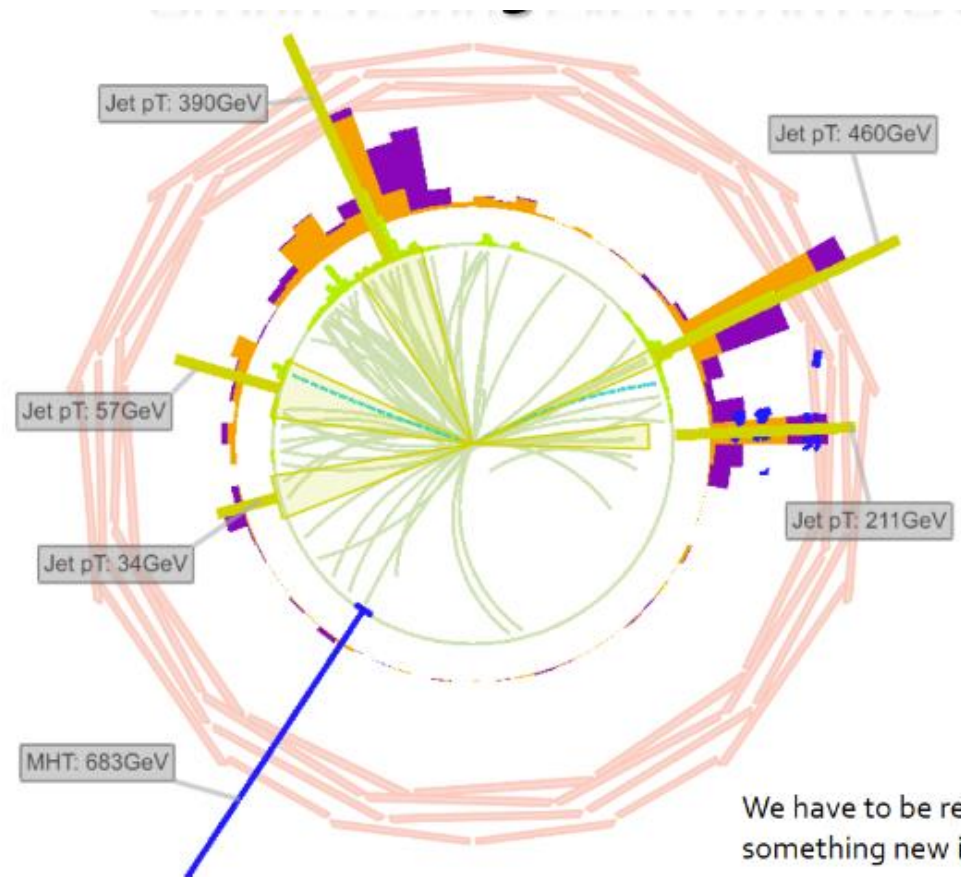 Jet pT: 390GeV
Jet pT: 460GeV
Jet pT: 57GeV
Jet pT: 211GeV
Jet pT: 34GeV
MHT: 683GeV
We have to be
something new